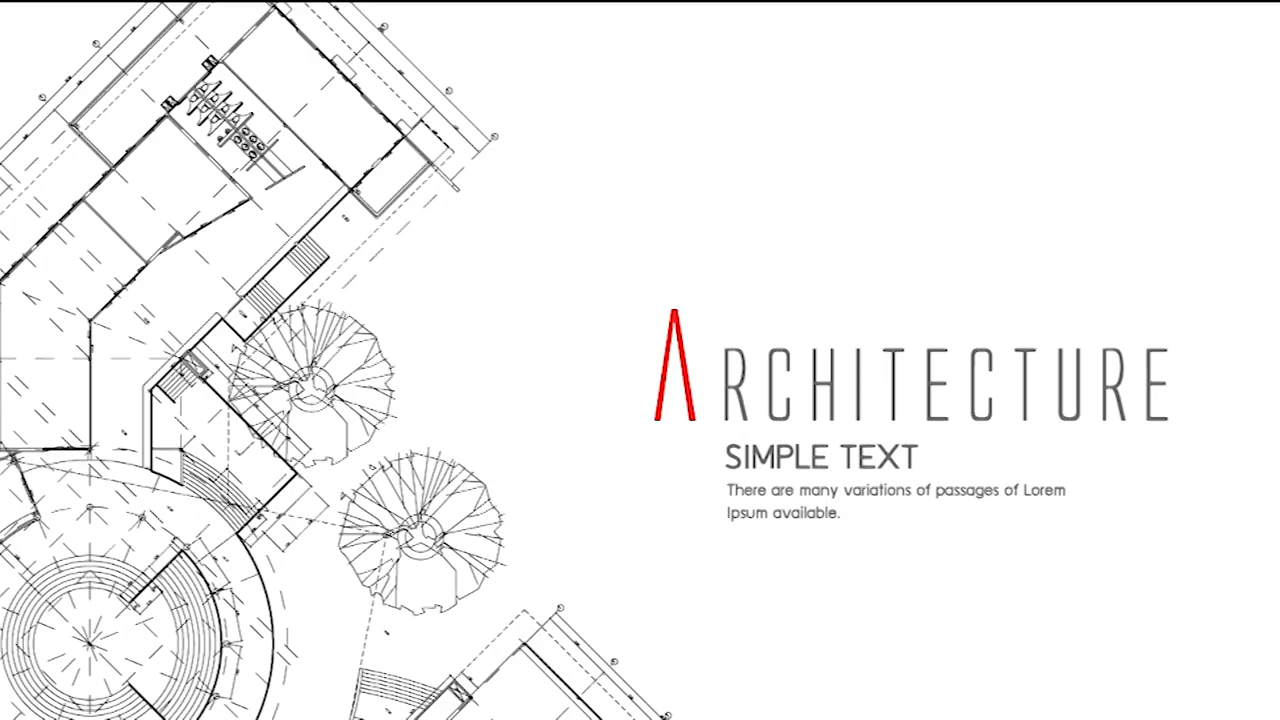 ARCHITECTURE
SIMPLE TEXT
There are many variations of passages of Lorem
Ipsum available.